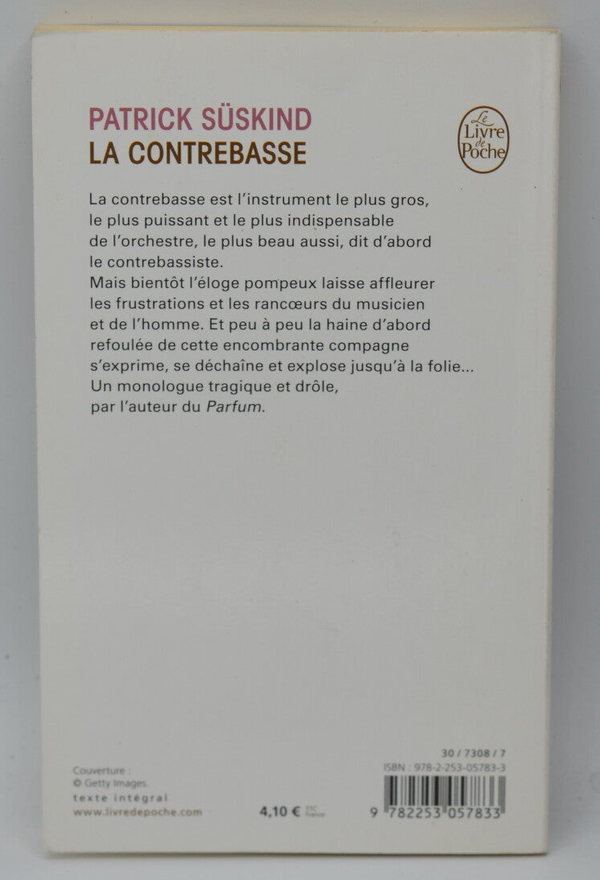 PATRICK SÜSKIND
LA CONTREBASSE
Le
Livre
de
Poche
La contrebasse est l’instrument le plus gros,
le plus puissant et le plus indispensable
de l’orchestre, le plus beau aussi, dit d’abord
le contrebassiste.
Mais bientôt l’éloge pompeux laisse affleurer
les frustrations et les rancœurs du musicien
et de l’homme. Et peu à peu la haine d’abord
refoulée de cette encombrante compagne
s’exprime, se déchaîne et explose jusqu’à la folie...
Un monologue tragique et drôle,
par l’auteur du Parfum.
30 / 7308 / 7
ISBN : 978-2-253-05783-3
Couverture :
© Getty Images.
texte intégral
www.livredepoche.com
4,10 €
France
9 782253 057833